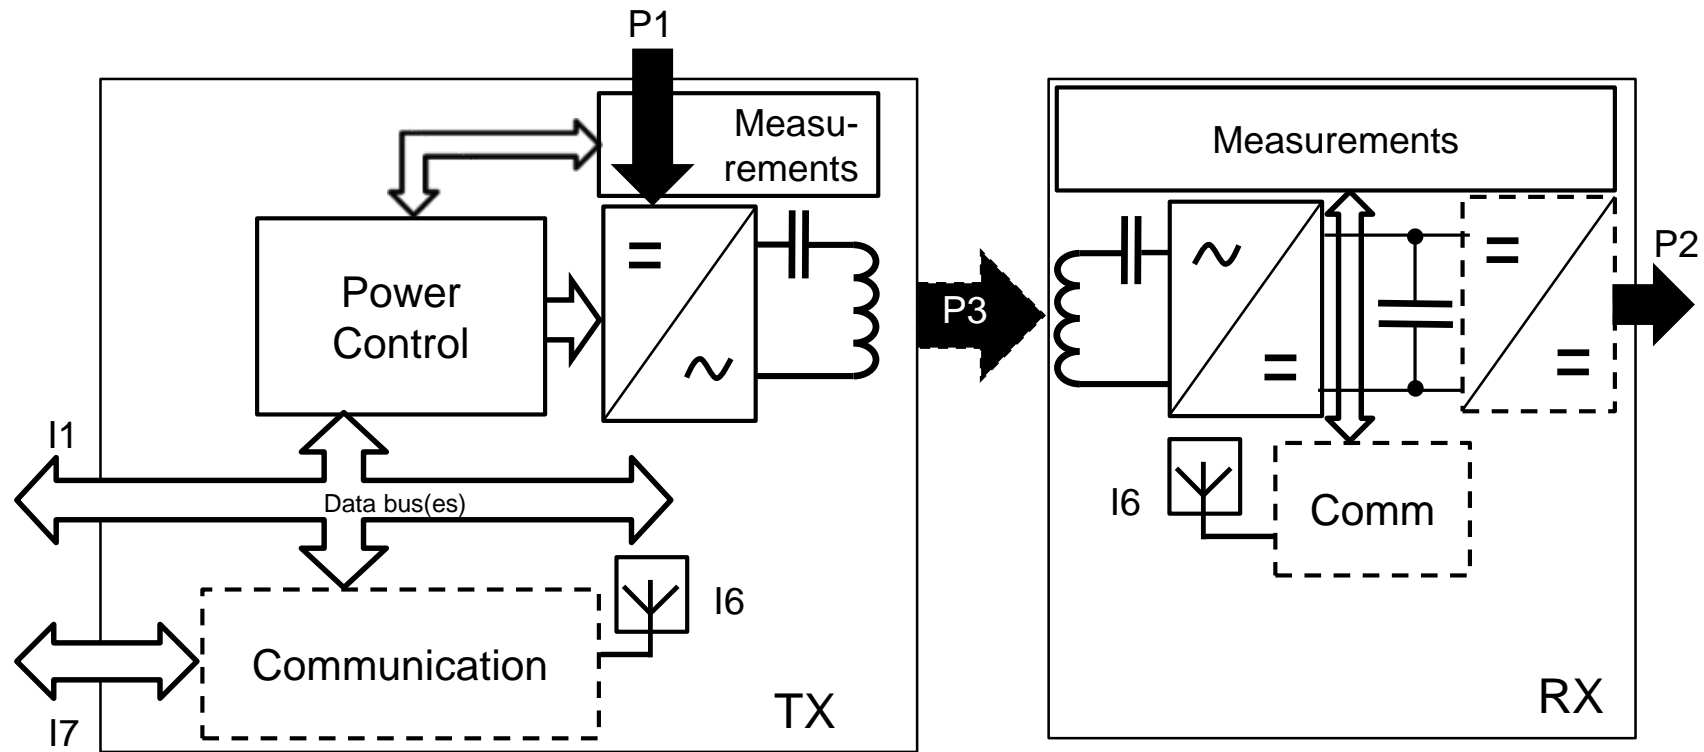 P1
Measu-
rements
Measurements
Power
Control
P3
P2
I1
Data bus(es)
I6
Comm
I6
Communication
I7
TX
RX